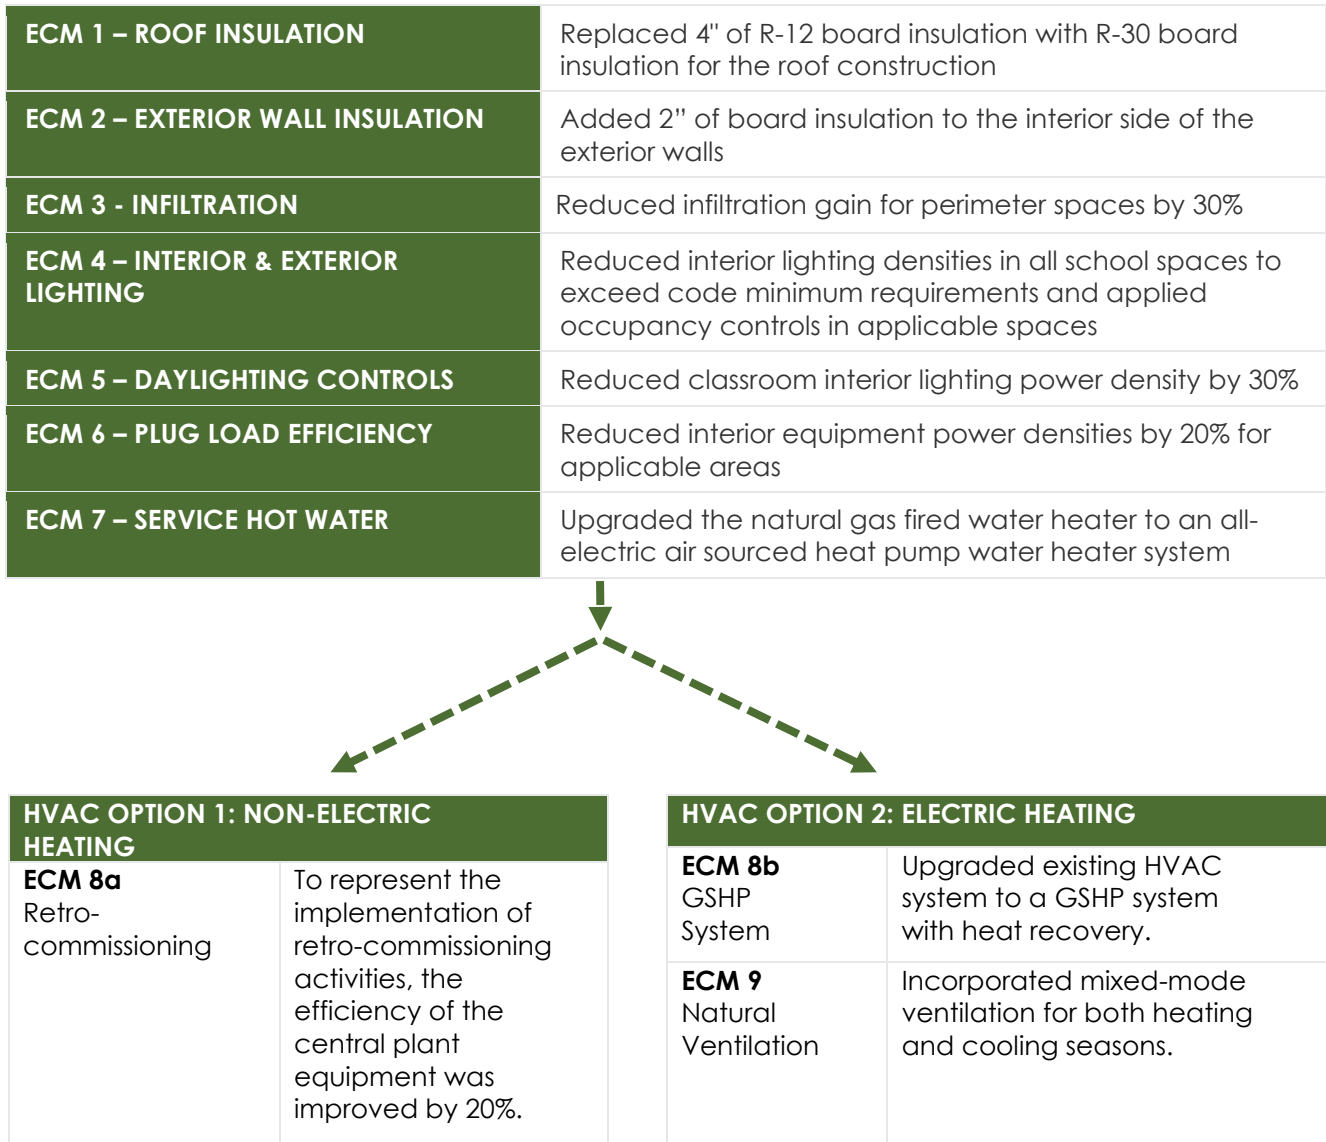 ECM 1 – ROOF INSULATION
Replaced 4" of R-12 board insulation with R-30 board
insulation for the roof construction
ECM 2 – EXTERIOR WALL INSULATION
Added 2” of board insulation to the interior side of the
exterior walls
ECM 3 - INFILTRATION
Reduced infiltration gain for perimeter spaces by 30%
ECM 4 – INTERIOR & EXTERIOR
LIGHTING
Reduced interior lighting densities in all school spaces to
exceed code minimum requirements and applied
occupancy controls in applicable spaces
ECM 5 – DAYLIGHTING CONTROLS
Reduced classroom interior lighting power density by 30%
ECM 6 – PLUG LOAD EFFICIENCY
Reduced interior equipment power densities by 20% for
applicable areas
ECM 7 – SERVICE HOT WATER
Upgraded the natural gas fired water heater to an all-
electric air sourced heat pump water heater system
HVAC OPTION 1: NON-ELECTRIC
HEATING
ECM 8a
Retro-
commissioning
To represent the
implementation of
retro-commissioning
activities, the
efficiency of the
central plant
equipment was
improved by 20%.
HVAC OPTION 2: ELECTRIC HEATING
ECM 8b
GSHP
System
Upgraded existing HVAC
system to a GSHP system
with heat recovery.
ECM 9
Natural
Ventilation
Incorporated mixed-mode
ventilation for both heating
and cooling seasons.